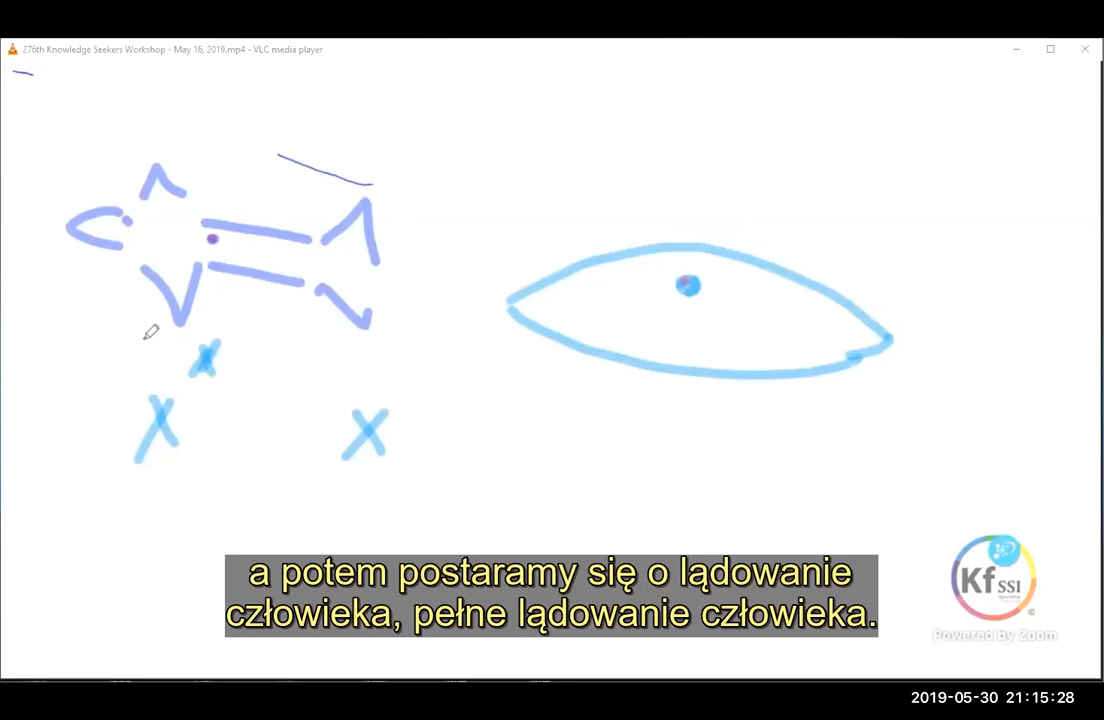 276th Knowledge Seekers Workshop - May 16, 2019.mp4 - VLC media player
X
X
X
a potem postaramy się o lądowanie
człowieka, pełne lądowanie człowieka.
Kf SSI
Powered by Zoom
2019-05-30 21:15:28